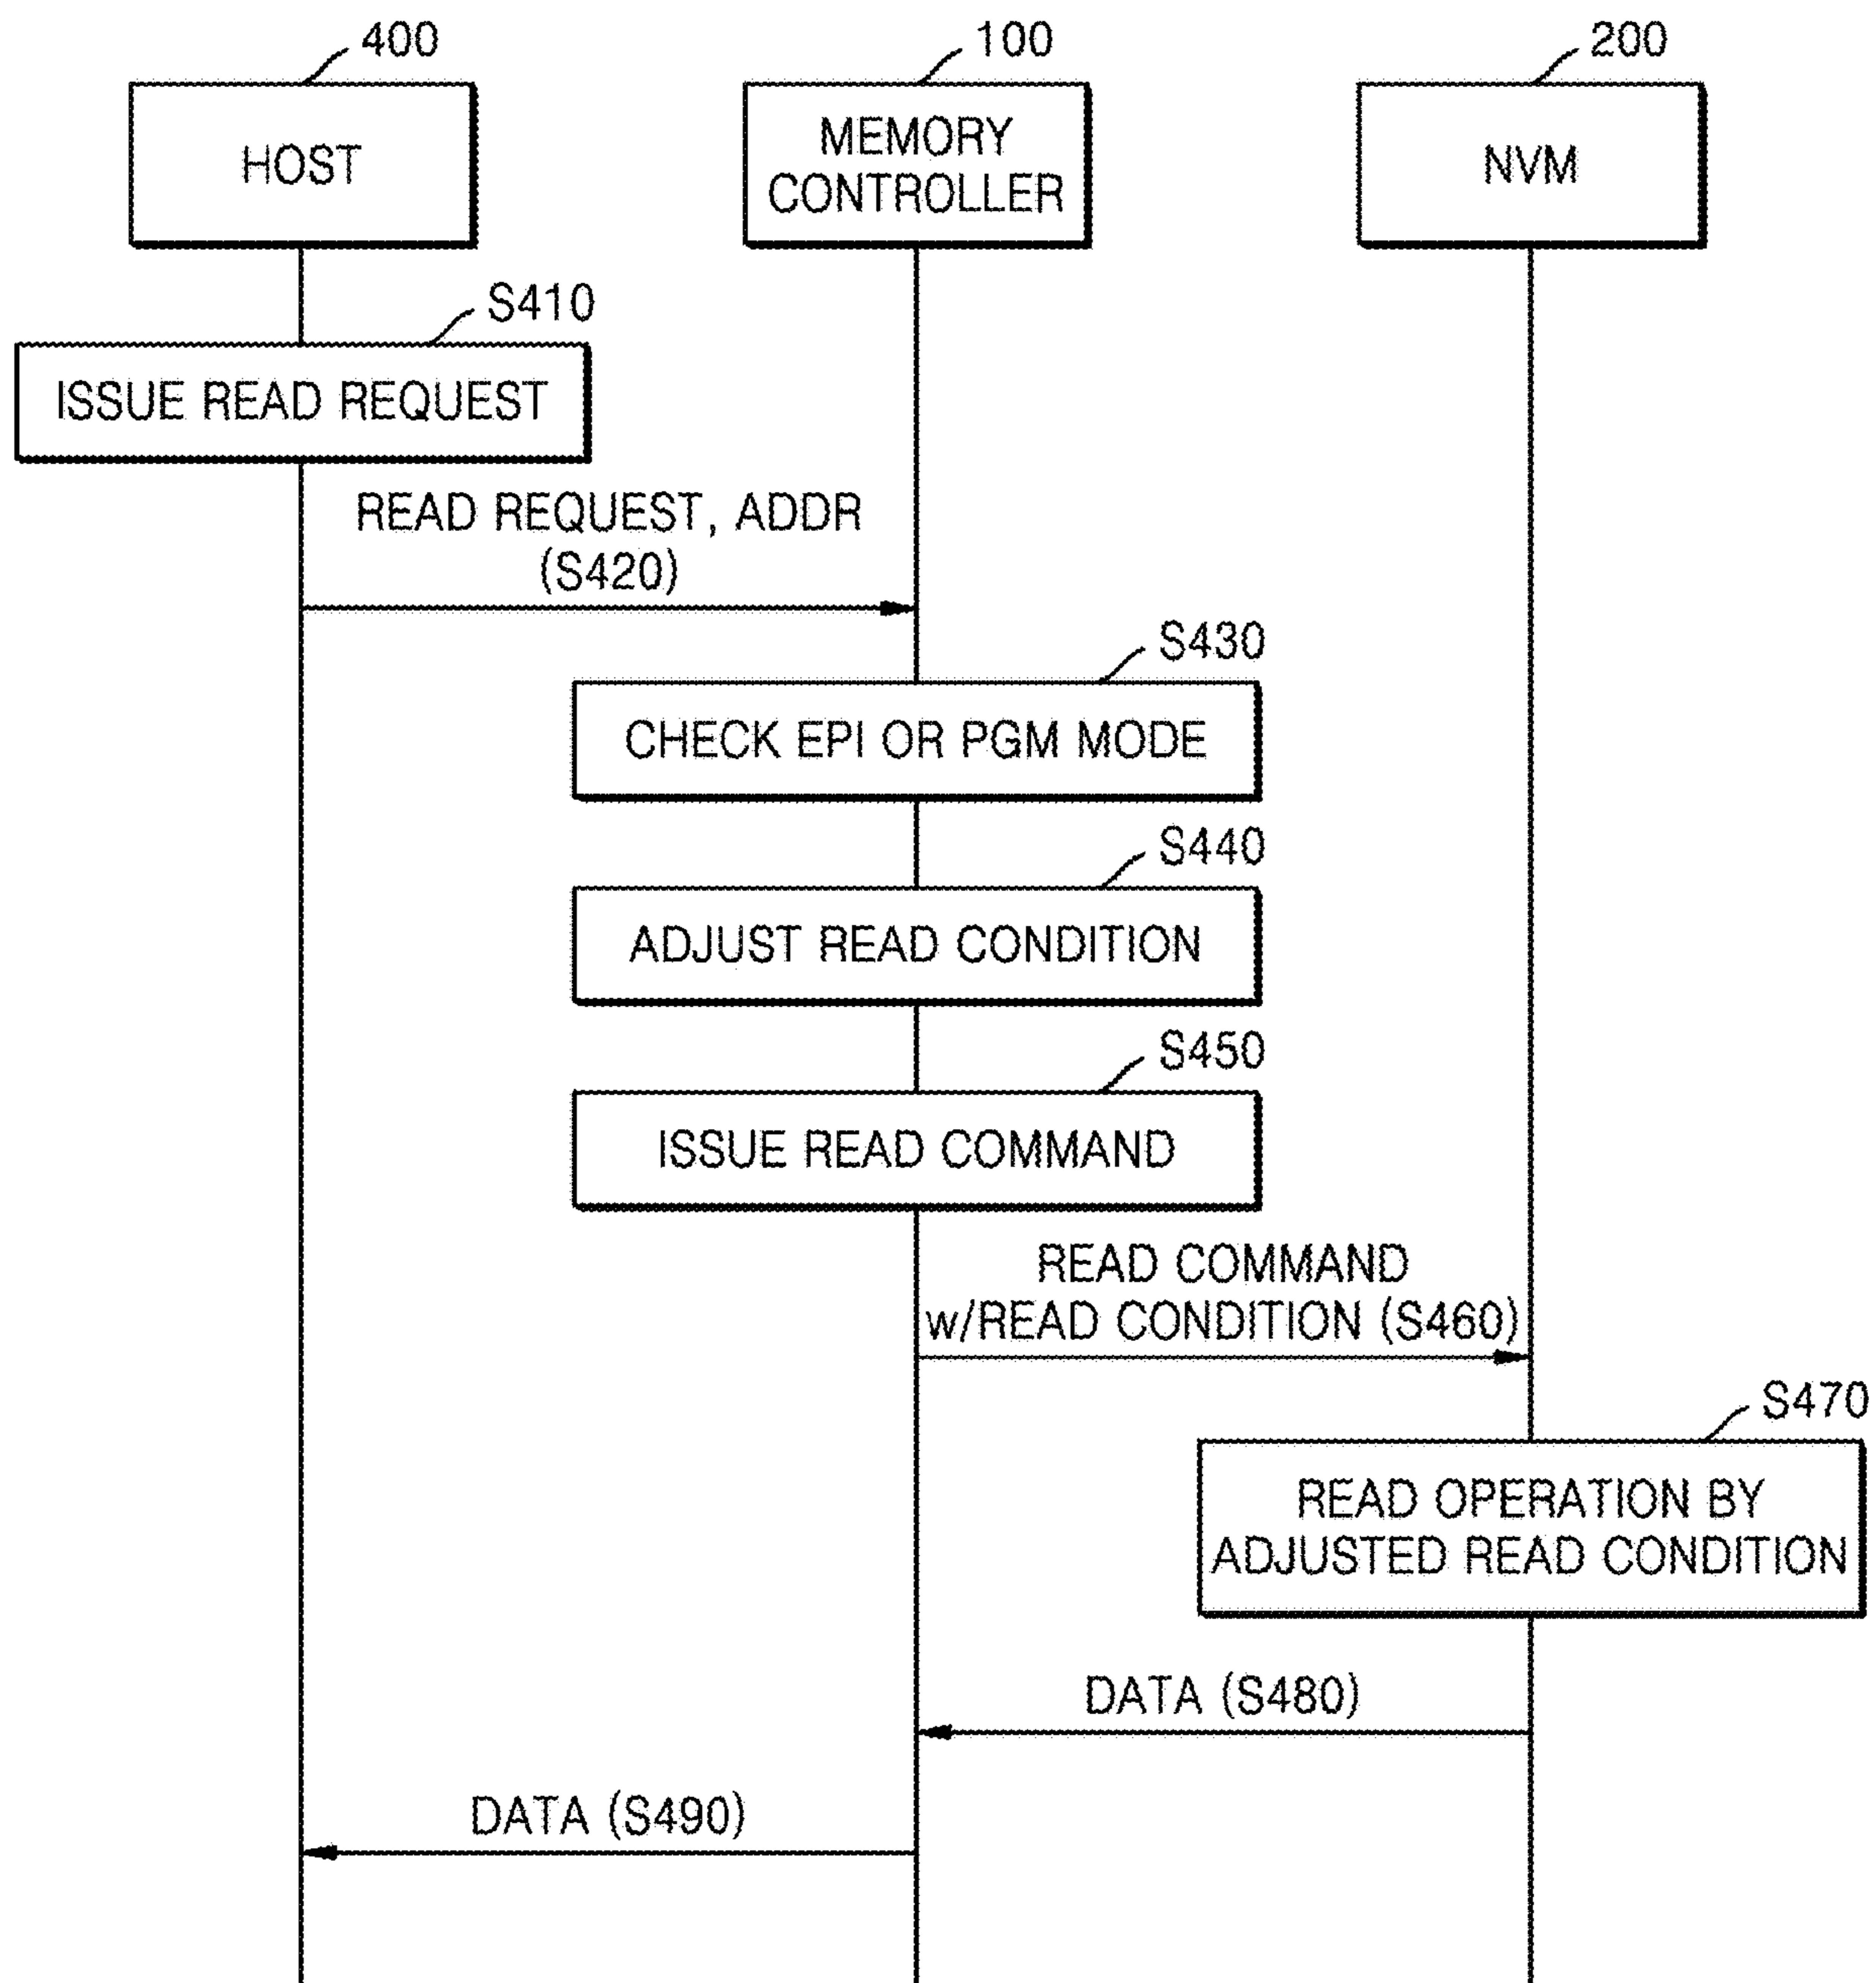 400
100
200
HOST
MEMORY
CONTROLLER
NVM
S410
ISSUE READ REQUEST
READ REQUEST, ADDR
(S420)
S430
CHECK EPI OR PGM MODE
S440
ADJUST READ CONDITION
S450
ISSUE READ COMMAND
READ COMMAND
w/READ CONDITION (S460)
S470
READ OPERATION BY
ADJUSTED READ CONDITION
DATA (S480)
DATA (S490)